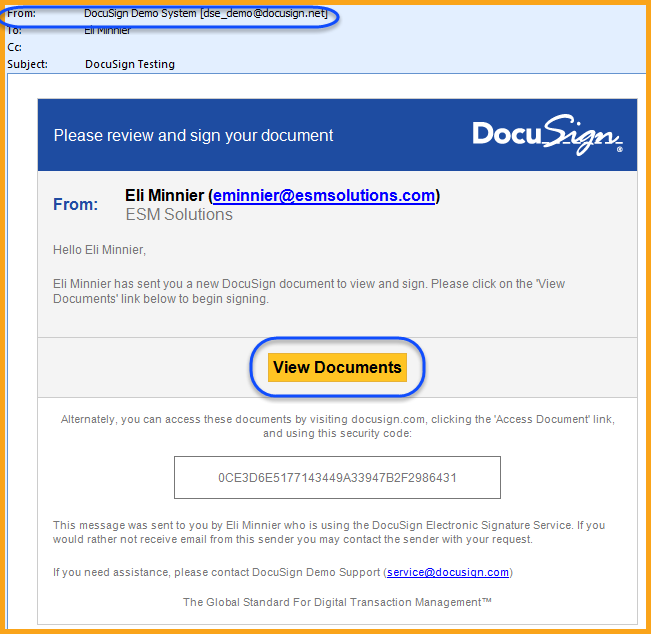 From: DocuSign Demo System [dse_demo@docusign.net]
To: Eli Minnier
Cc:
Subject: DocuSign Testing
Please review and sign your document
DocuSign®
From: Eli Minnier (eminnier@esmsolutions.com)
ESM Solutions
Hello Eli Minnier,
Eli Minnier has sent you a new DocuSign document to view and sign. Please click on the 'View
Documents' link below to begin signing.
View Documents
Alternately, you can access these documents by visiting docusign.com, clicking the 'Access Document' link,
and using this security code:
0CE3D6E5177143449A33947B2F2986431
This message was sent to you by Eli Minnier who is using the DocuSign Electronic Signature Service. If you
would rather not receive email from this sender you may contact the sender with your request.
If you need assistance, please contact DocuSign Demo Support (service@docusign.com)
The Global Standard For Digital Transaction Management™